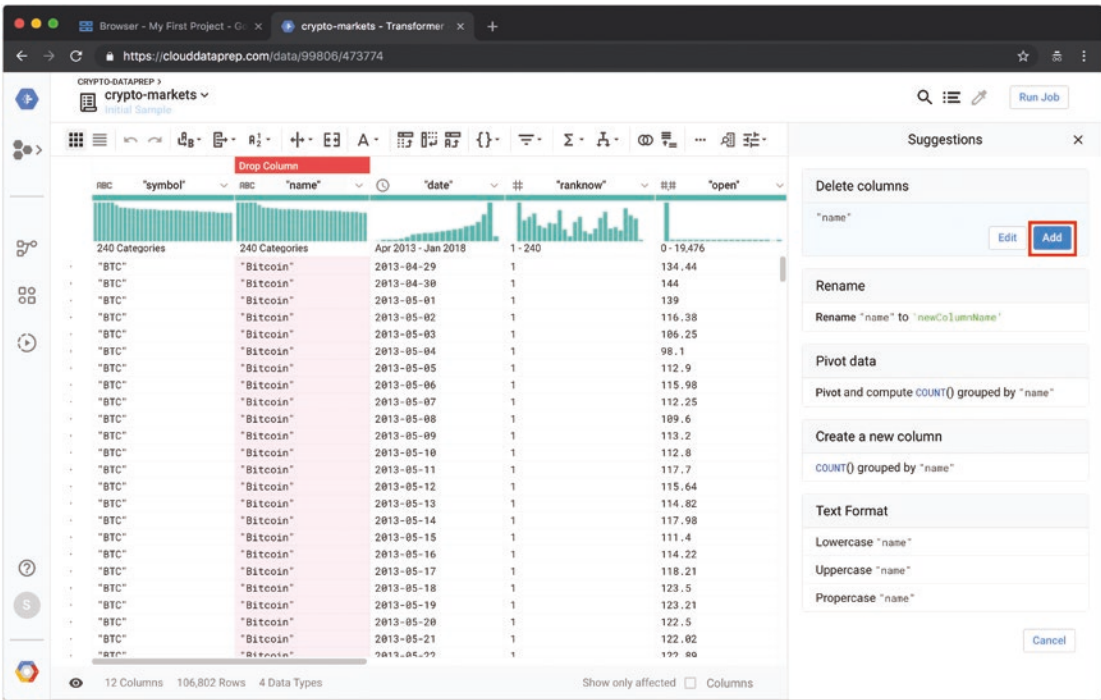 Browser - My First Project - Go
crypto-markets - Transformer
https://clouddataprep.com/data/99806/473774
CRYPTO-DATAPREP >
crypto-markets
Initial Sample
Run Job
Suggestions
Drop Column
ABC "symbol" ABC "name" "date" # "ranknow" #.# "open"
240 Categories 240 Categories Apr 2013 - Jan 2018 1 - 240 0 - 19,476
"BTC" "Bitcoin" 2013-04-29 1 134.44
"BTC" "Bitcoin" 2013-04-30 1 144
"BTC" "Bitcoin" 2013-05-01 1 139
"BTC" "Bitcoin" 2013-05-02 1 116.38
"BTC" "Bitcoin" 2013-05-03 1 106.25
"BTC" "Bitcoin" 2013-05-04 1 98.1
"BTC" "Bitcoin" 2013-05-05 1 112.9
"BTC" "Bitcoin" 2013-05-06 1 115.98
"BTC" "Bitcoin" 2013-05-07 1 112.25
"BTC" "Bitcoin" 2013-05-08 1 109.6
"BTC" "Bitcoin" 2013-05-09 1 113.2
"BTC" "Bitcoin" 2013-05-10 1 112.8
"BTC" "Bitcoin" 2013-05-11 1 117.7
"BTC" "Bitcoin" 2013-05-12 1 115.64
"BTC" "Bitcoin" 2013-05-13 1 114.82
"BTC" "Bitcoin" 2013-05-14 1 117.98
"BTC" "Bitcoin" 2013-05-15 1 111.4
"BTC" "Bitcoin" 2013-05-16 1 114.22
"BTC" "Bitcoin" 2013-05-17 1 118.21
"BTC" "Bitcoin" 2013-05-18 1 123.5
"BTC" "Bitcoin" 2013-05-19 1 123.21
"BTC" "Bitcoin" 2013-05-20 1 122.5
"BTC" "Bitcoin" 2013-05-21 1 122.02
"BTC" "Bitcoin" 2013-05-22 1 122.89
Delete columns
"name"
Edit Add
Rename
Rename "name" to 'newColumnName'
Pivot data
Pivot and compute COUNT() grouped by "name"
Create a new column
COUNT() grouped by "name"
Text Format
Lowercase "name"
Uppercase "name"
Propercase "name"
Cancel
S
12 Columns 106,802 Rows 4 Data Types Show only affected Columns